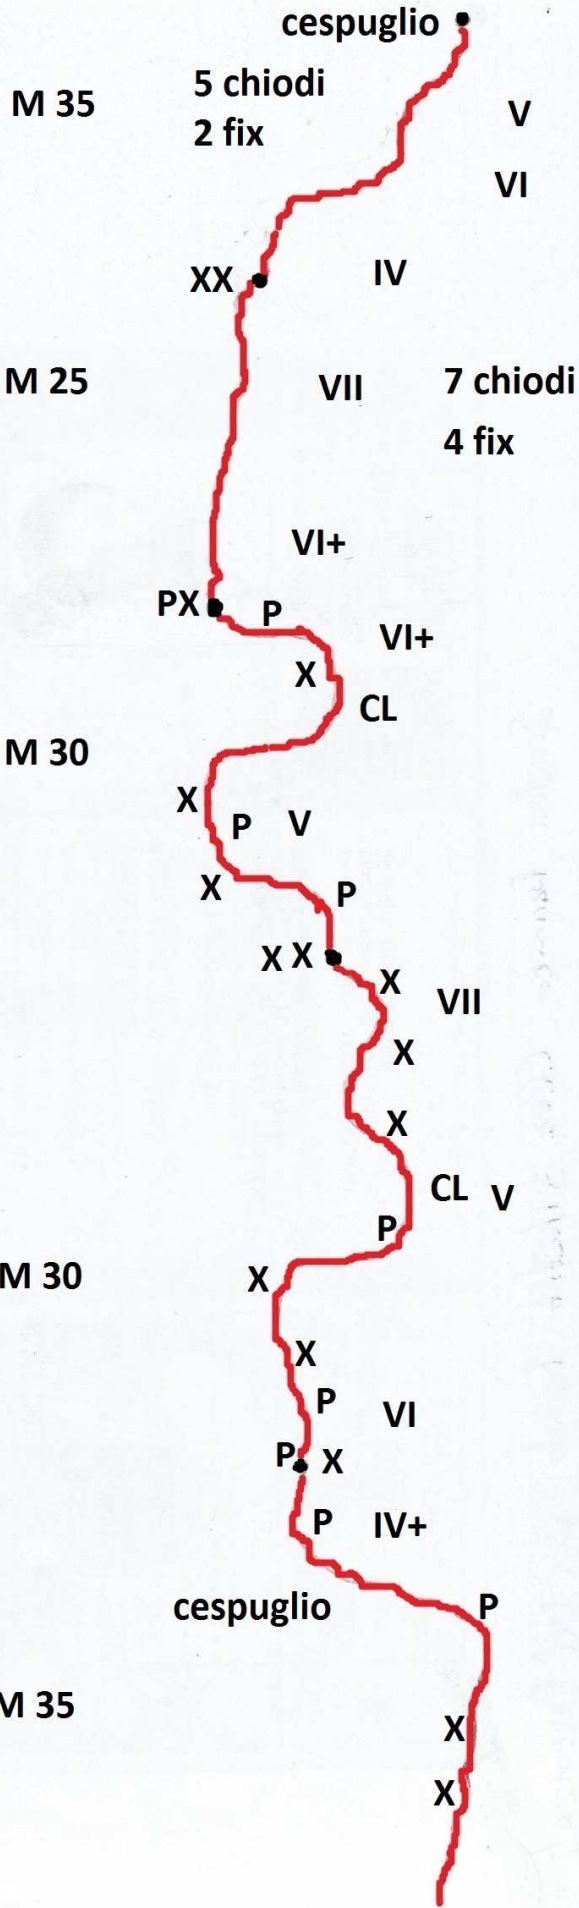 cespuglio
5 chiodi
M 35
V
2 fix
VI
XX
IV
M 25
VII
7 chiodi
4 fix
VI+
PX
P
VI+
X
CL
M 30
X
P
V
X
P
X X
X
VII
X
X
CL
V
P
M 30
X
X
P
VI
P
X
P
IV+
cespuglio
P
M 35
X
X